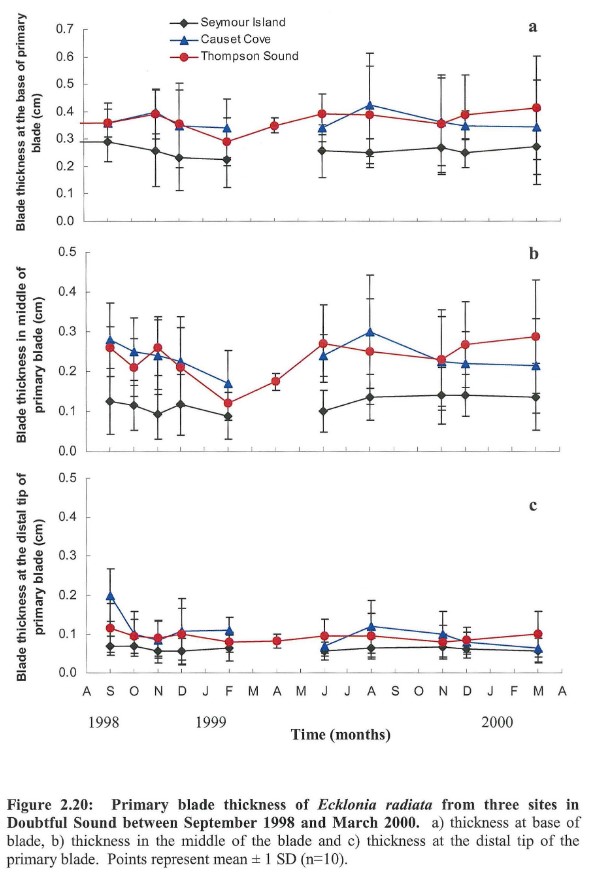 Seymour Island
Causet Cove
Thompson Sound
a
Blade thickness at the base of primary
blade (cm)
0.7
0.6
0.5
0.4
0.3
0.2
0.1
0.0
b
Blade thickness in middle of
primary blade (cm)
0.5
0.4
0.3
0.2
0.1
0.0
c
Blade thickness at the distal tip of
primary blade (cm)
0.5
0.4
0.3
0.2
0.1
0.0
A S O N D J F M A M J J A S O N D J F M A
1998 1999 2000
Time (months)
Figure 2.20: Primary blade thickness of Ecklonia radiata from three sites in
Doubtful Sound between September 1998 and March 2000. a) thickness at base of
blade, b) thickness in the middle of the blade and c) thickness at the distal tip of the
primary blade. Points represent mean ± 1 SD (n=10).